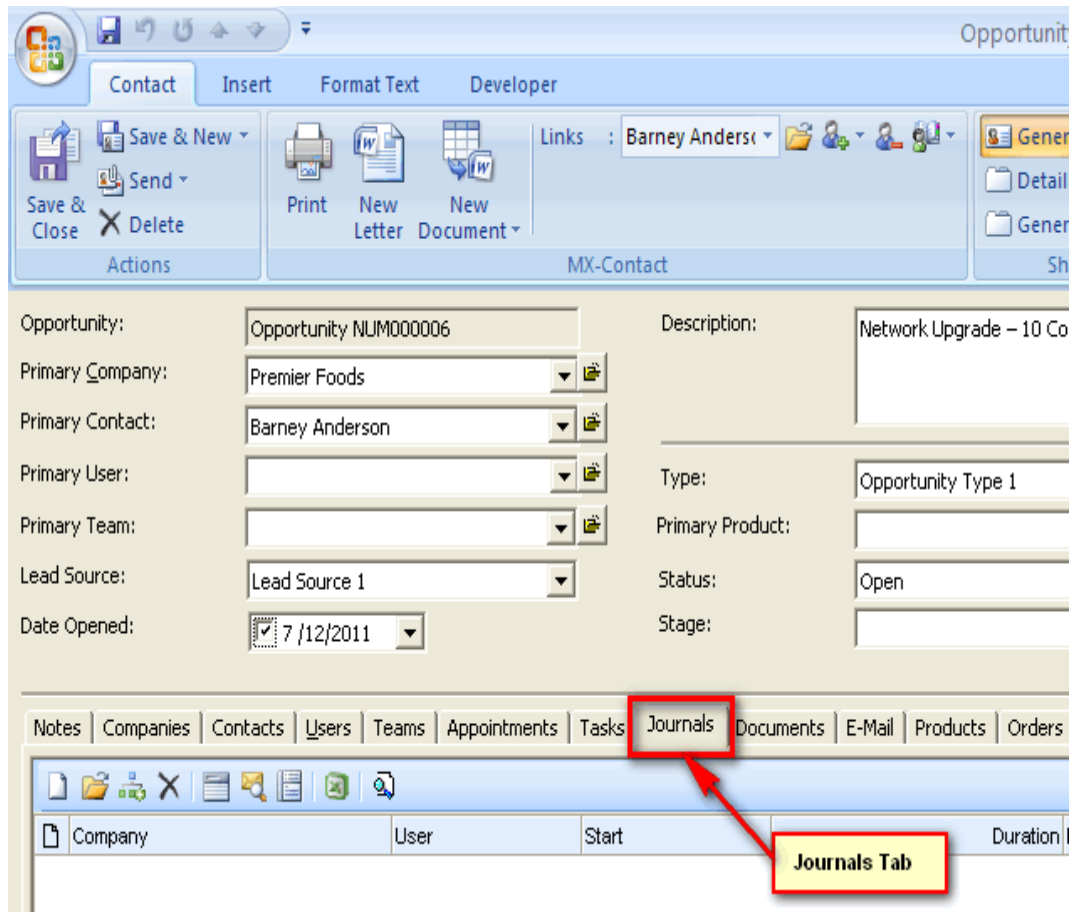 Opportunity
Contact Insert Format Text Developer
Save & New
Send
Delete
Save &
Close
Actions
Print
New
Letter
New
Document
Links : Barney Anders
MX-Contact
Gener
Detail
Gener
Sh
Opportunity: Opportunity NUM000006
Primary Company: Premier Foods
Primary Contact: Barney Anderson
Primary User:
Primary Team:
Lead Source: Lead Source 1
Date Opened: 7 /12/2011
Description: Network Upgrade – 10 Co
Type: Opportunity Type 1
Primary Product:
Status: Open
Stage:
Notes Companies Contacts Users Teams Appointments Tasks Journals Documents E-Mail Products Orders
Company User Start Duration
Journals Tab